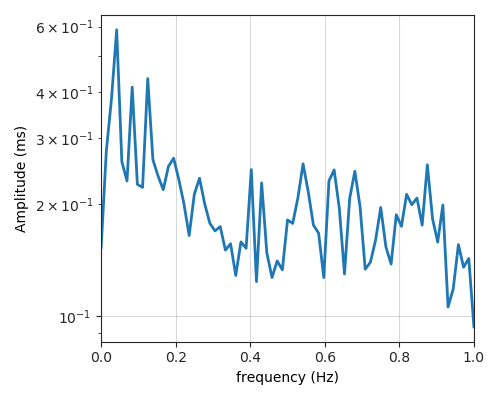 6 × 10⁻¹
4 × 10⁻¹
3 × 10⁻¹
2 × 10⁻¹
10⁻¹
Amplitude (ms)
0.0 0.2 0.4 0.6 0.8 1.0
frequency (Hz)